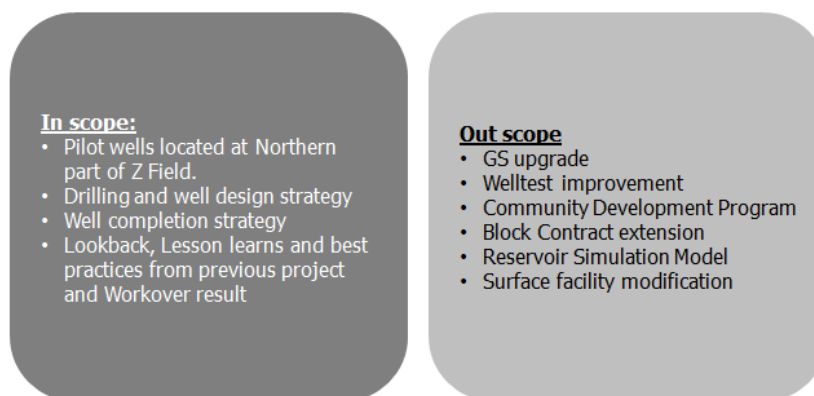 In scope:
• Pilot wells located at Northern
part of Z Field.
• Drilling and well design strategy
• Well completion strategy
• Lookback, Lesson learns and best
practices from previous project
and Workover result
Out scope
• GS upgrade
• Welltest improvement
• Community Development Program
• Block Contract extension
• Reservoir Simulation Model
• Surface facility modification